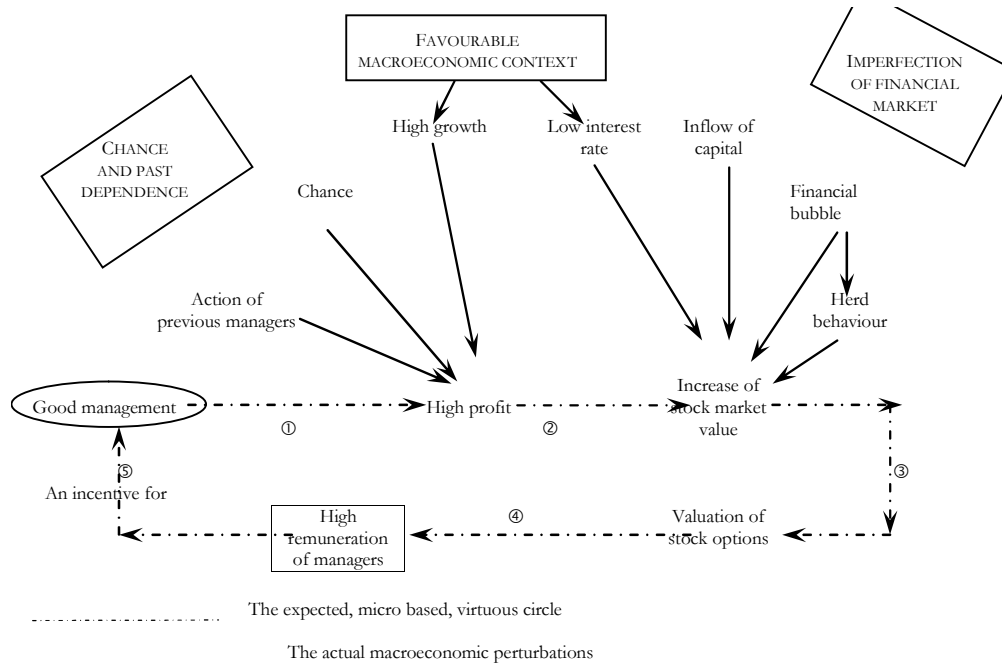 FAVOURABLE
MACROECONOMIC CONTEXT
IMPERFECTION
OF FINANCIAL
MARKET
CHANCE
AND PAST
DEPENDENCE
High growth
Low interest
rate
Inflow of
capital
Chance
Financial
bubble
Action of
previous managers
Herd
behaviour
Good management
High profit
Increase of
stock market
value
①
②
③
⑤
An incentive for
High
remuneration
of managers
④
Valuation of
stock options
The expected, micro based, virtuous circle
The actual macroeconomic perturbations